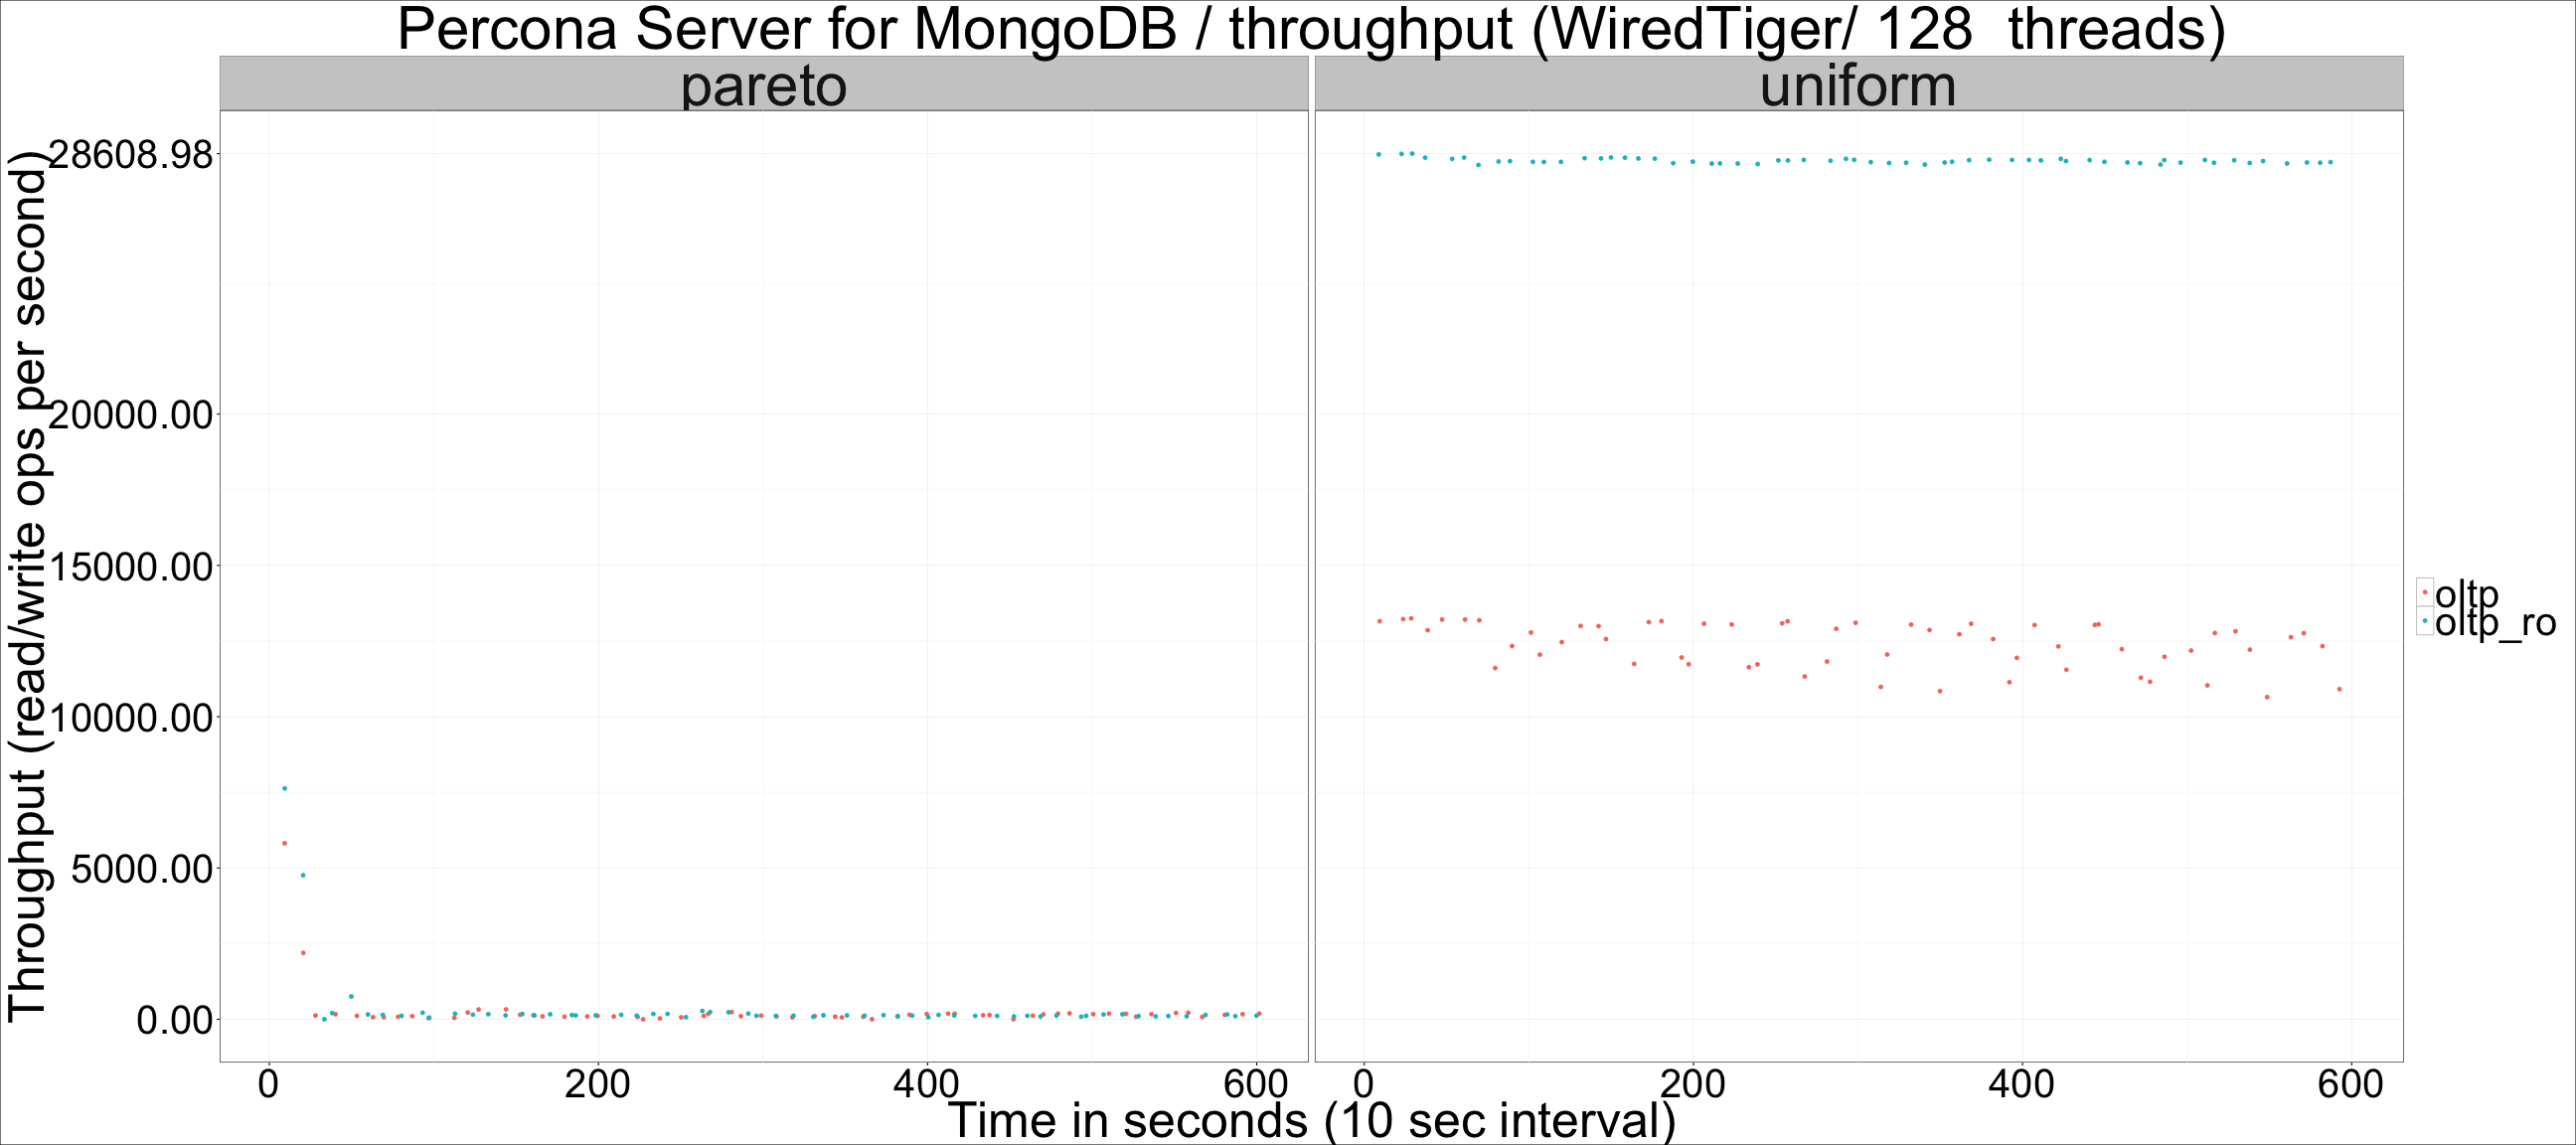 Percona Server for MongoDB / throughput (WiredTiger/ 128  threads)
pareto
uniform
Throughput (read/write ops per second)
28608.98
20000.00
15000.00
10000.00
5000.00
0.00
oltp
oltp_ro
0 200 400 600
0 200 400 600
Time in seconds (10 sec interval)